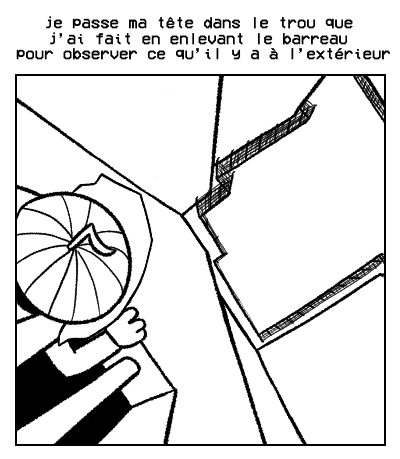 je passe ma tête dans le trou que
j'ai fait en enlevant le barreau
pour observer ce qu'il y a à l'extérieur